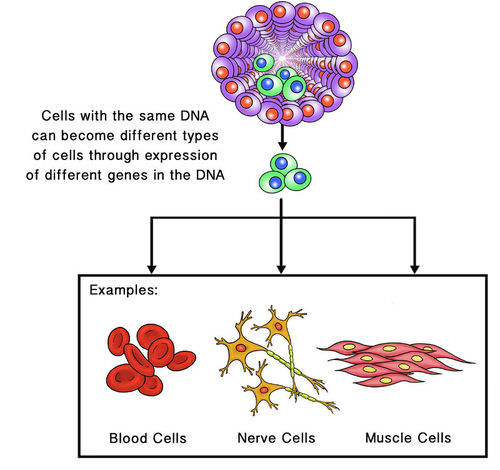 Cells with the same DNA
can become different types
of cells through expression
of different genes in the DNA
Examples:
Blood Cells
Nerve Cells
Muscle Cells